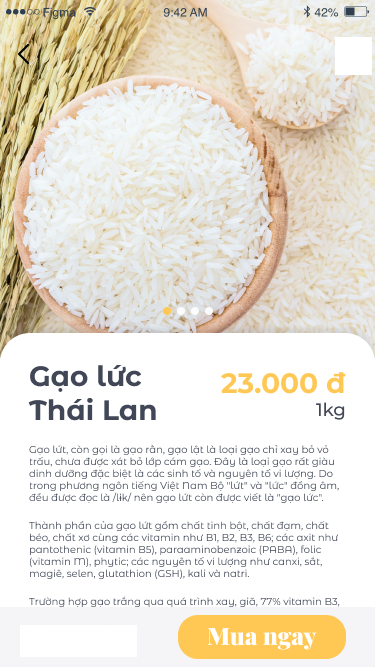 Figma 9:42 AM 42%
Gạo lức
Thái Lan
23.000 đ
1kg
Gạo lứt, còn gọi là gạo rằn, gạo lật là loại gạo chỉ xay bỏ vỏ
trấu, chưa được xát bỏ lớp cám gạo. Đây là loại gạo rất giàu
dinh dưỡng đặc biệt là các sinh tố và nguyên tố vi lượng. Do
trong phương ngôn tiếng Việt Nam Bộ "lứt" và "lức" đồng âm,
đều được đọc là /lɨk/ nên gạo lứt còn được viết là "gạo lức".
Thành phần của gạo lứt gồm chất tinh bột, chất đạm, chất
béo, chất xơ cùng các vitamin như B1, B2, B3, B6; các axit như
pantothenic (vitamin B5), paraaminobenzoic (PABA), folic
(vitamin M), phytic; các nguyên tố vi lượng như canxi, sắt,
magiê, selen, glutathion (GSH), kali và natri.
Trường hợp gạo trắng qua quá trình xay, giã, 77% vitamin B3,
Mua ngay